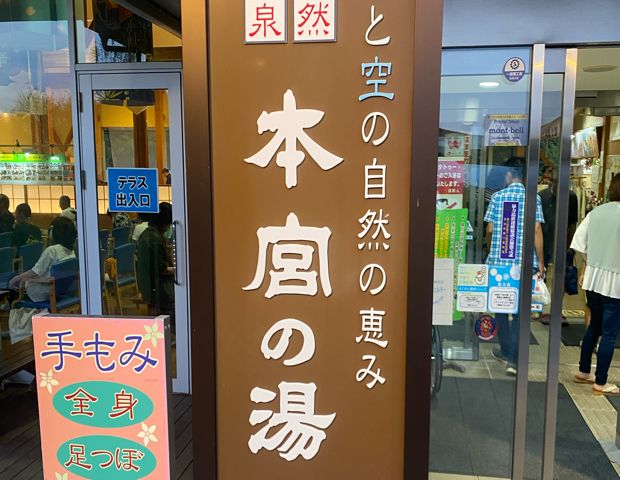 と空の自然の恵み
然
泉
本宮の湯
テラス
出入口
手もみ
全身
足つぼ
mont-bell